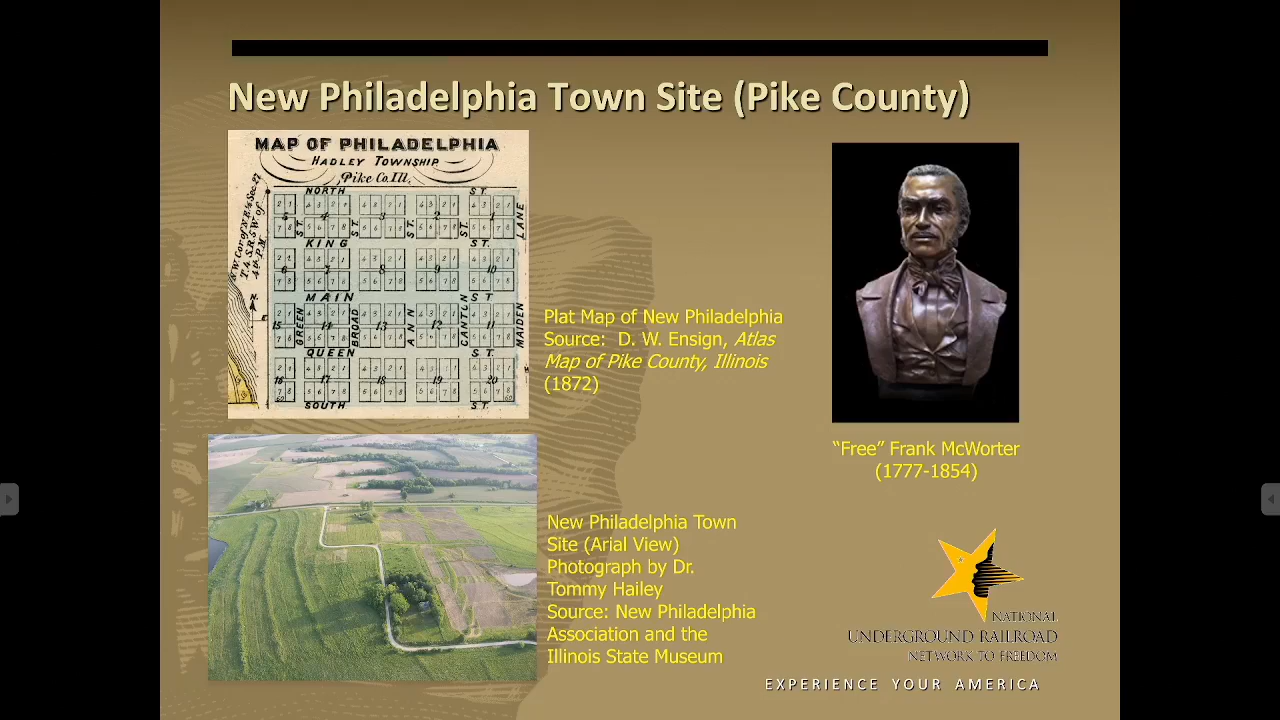 New Philadelphia Town Site (Pike County)
MAP OF PHILADELPHIA
HADLEY TOWNSHIP.
Pike Co. Ill.
NORTH ST.
KING ST.
MAIN ST
QUEEN ST.
SOUTH ST.
GREEN
BROAD
ANN
CANTON
MAIDEN
LANE
Plat Map of New Philadelphia
Source: D. W. Ensign, Atlas
Map of Pike County, Illinois
(1872)
“Free” Frank McWorter
(1777-1854)
New Philadelphia Town
Site (Arial View)
Photograph by Dr.
Tommy Hailey
Source: New Philadelphia
Association and the
Illinois State Museum
NATIONAL
UNDERGROUND RAILROAD
NETWORK TO FREEDOM
EXPERIENCE YOUR AMERICA